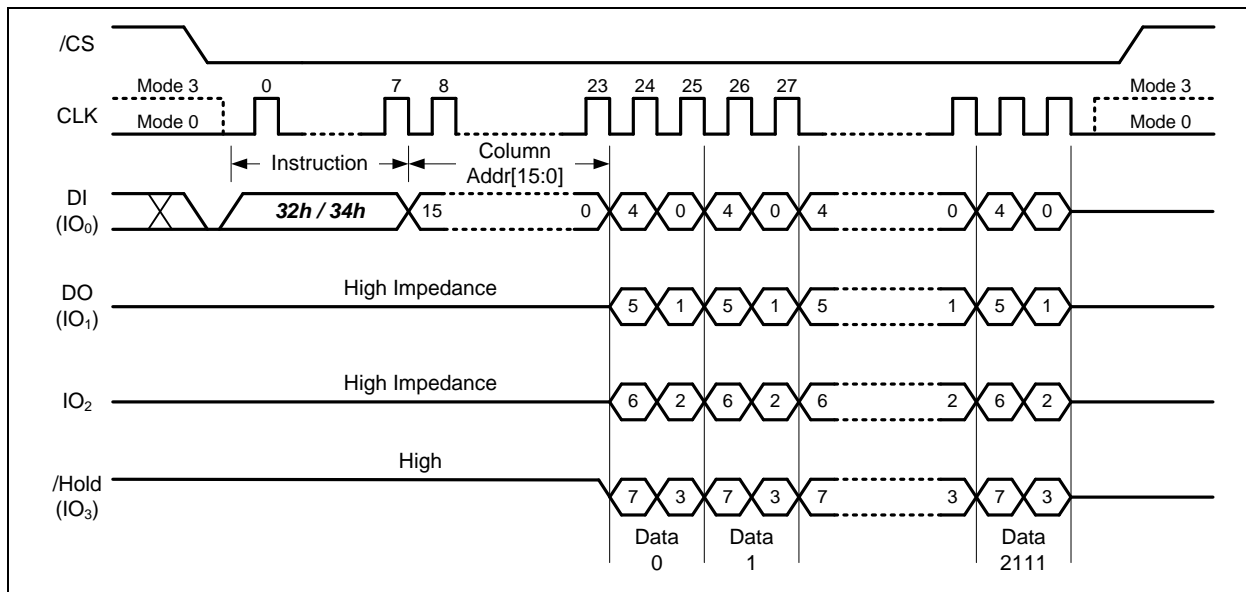 /CS
Mode 3 0 7 8 23 24 25 26 27 Mode 3
CLK
Mode 0 Mode 0
Instruction Column
Addr[15:0]
DI
(IO₀)
32h / 34h 15 0 4 0 4 0 4 0 4 0
High Impedance
DO
(IO₁)
5 1 5 1 5 1 5 1
High Impedance
IO₂ 6 2 6 2 6 2 6 2
High
/Hold
(IO₃)
7 3 7 3 7 3 7 3
Data Data Data
0 1 2111